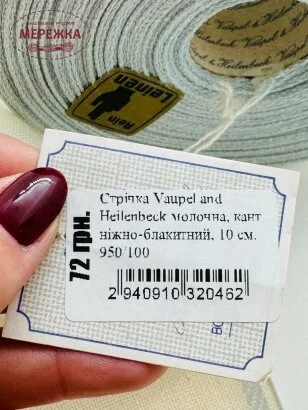 МЕРЕЖКА
Vaupel &
Heilenbeck
Rein
Leinen
Стрічка Vaupel and
Heilenbeck молочна, кант
ніжно-блакитний, 10 см.
950/100
72 грн.
2 940910 320462